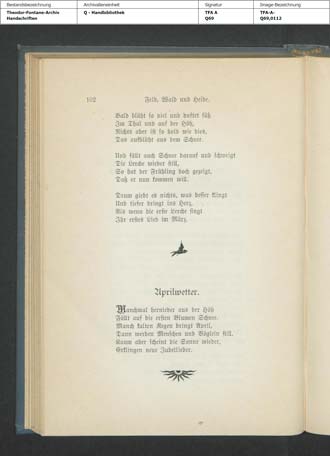 Bestandsbezeichnung
Archivalieneinheit
Signatur
Image-Bezeichnung
Theodor-Fontane-Archiv
Handschriften
Q - Handbibliothek
TFA A
Q69
TFA-A-
Q69,0112
102
Feld, Wald und Heide.
Bald blüht so viel und duftet süß
Im Thal und auf der Höh,
Nichts aber ist so hold wie dies,
Das aufblüht aus dem Schnee.
Und fällt auch Schnee darauf und schweigt
Die Lerche wieder still,
So hat der Frühling doch gezeigt,
Daß er nun kommen will.
Drum giebt es nichts, was besser klingt
Und tiefer dringt ins Herz,
Als wenn die erste Lerche singt
Ihr erstes Lied im März.
Aprilwetter.
Manchmal hernieder aus der Höh
Fällt auf die ersten Blumen Schnee.
Manch kalten Regen bringt April,
Dann werden Menschen und Vöglein still.
Kaum aber scheint die Sonne wieder,
Erklingen neue Jubellieder.